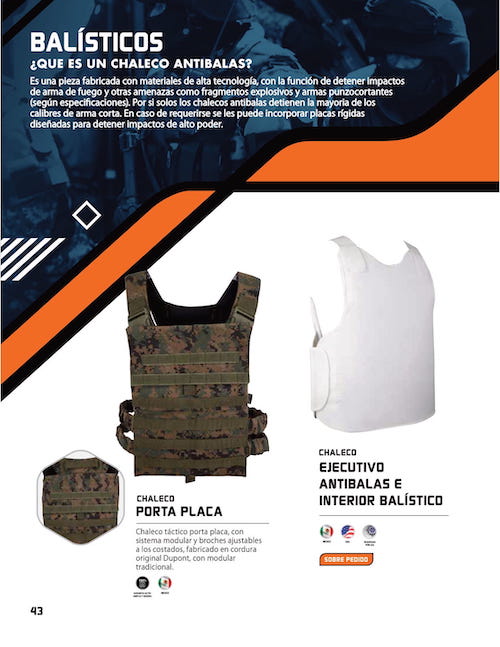 BALÍSTICOS
¿QUE ES UN CHALECO ANTIBALAS?
Es una pieza fabricada con materiales de alta tecnología, con la función de detener impactos
de arma de fuego y otras amenazas como fragmentos explosivos y armas punzocortantes
(según especificaciones). Por si solos los chalecos antibalas detienen la mayoria de los
calibres de arma corta. En caso de requerirse se les puede incorporar placas rígidas
diseñadas para detener impactos de alto poder.
CHALECO
EJECUTIVO
ANTIBALAS E
INTERIOR BALÍSTICO
SOBRE PEDIDO
CHALECO
PORTA PLACA
Chaleco táctico porta placa, con
sistema modular y broches ajustables
a los costados, fabricado en cordura
original Dupont, con modular
tradicional.
43